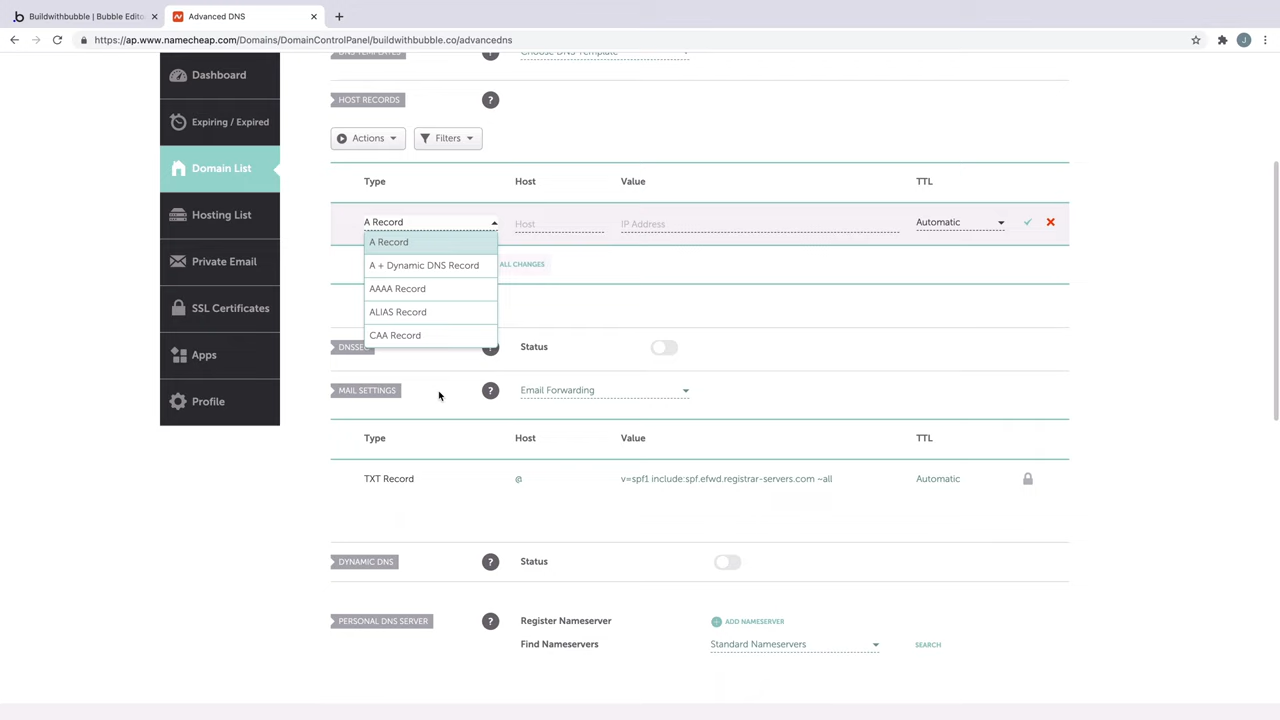 Buildwithbubble | Bubble Edito
Advanced DNS
https://ap.www.namecheap.com/Domains/DomainControlPanel/buildwithbubble.co/advancedns
J
DNS TEMPLATES
?
Choose DNS Template
Dashboard
Expiring / Expired
Domain List
Hosting List
Private Email
SSL Certificates
Apps
Profile
HOST RECORDS
?
Actions
Filters
Type
Host
Value
TTL
A Record
Host
IP Address
Automatic
A Record
A + Dynamic DNS Record
AAAA Record
ALIAS Record
CAA Record
ALL CHANGES
DNSSEC
Status
MAIL SETTINGS
?
Email Forwarding
Type
Host
Value
TTL
TXT Record
@
v=spf1 include:spf.efwd.registrar-servers.com ~all
Automatic
DYNAMIC DNS
?
Status
PERSONAL DNS SERVER
?
Register Nameserver
ADD NAMESERVER
Find Nameservers
Standard Nameservers
SEARCH